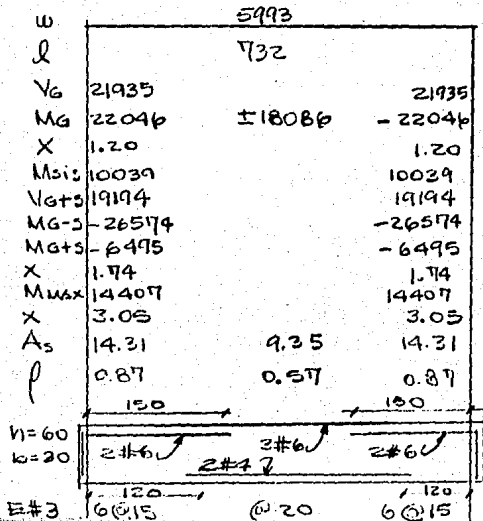 w 5993
l 732
VG 21935 21935
MG 22046 ±18086 -22046
X 1.20 1.20
Msis 10039 10039
VG+S 19194 19194
MG-S -26574 -26574
MG+S -6495 -6495
X 1.74 1.74
MMax 14407 14407
X 3.05 3.05
As 14.31 9.35 14.31
ρ 0.87 0.57 0.87
150 150
h=60 2#6 2#6 2#6
b=30 2#7
120 120
E#3 6@15 @20 6@15